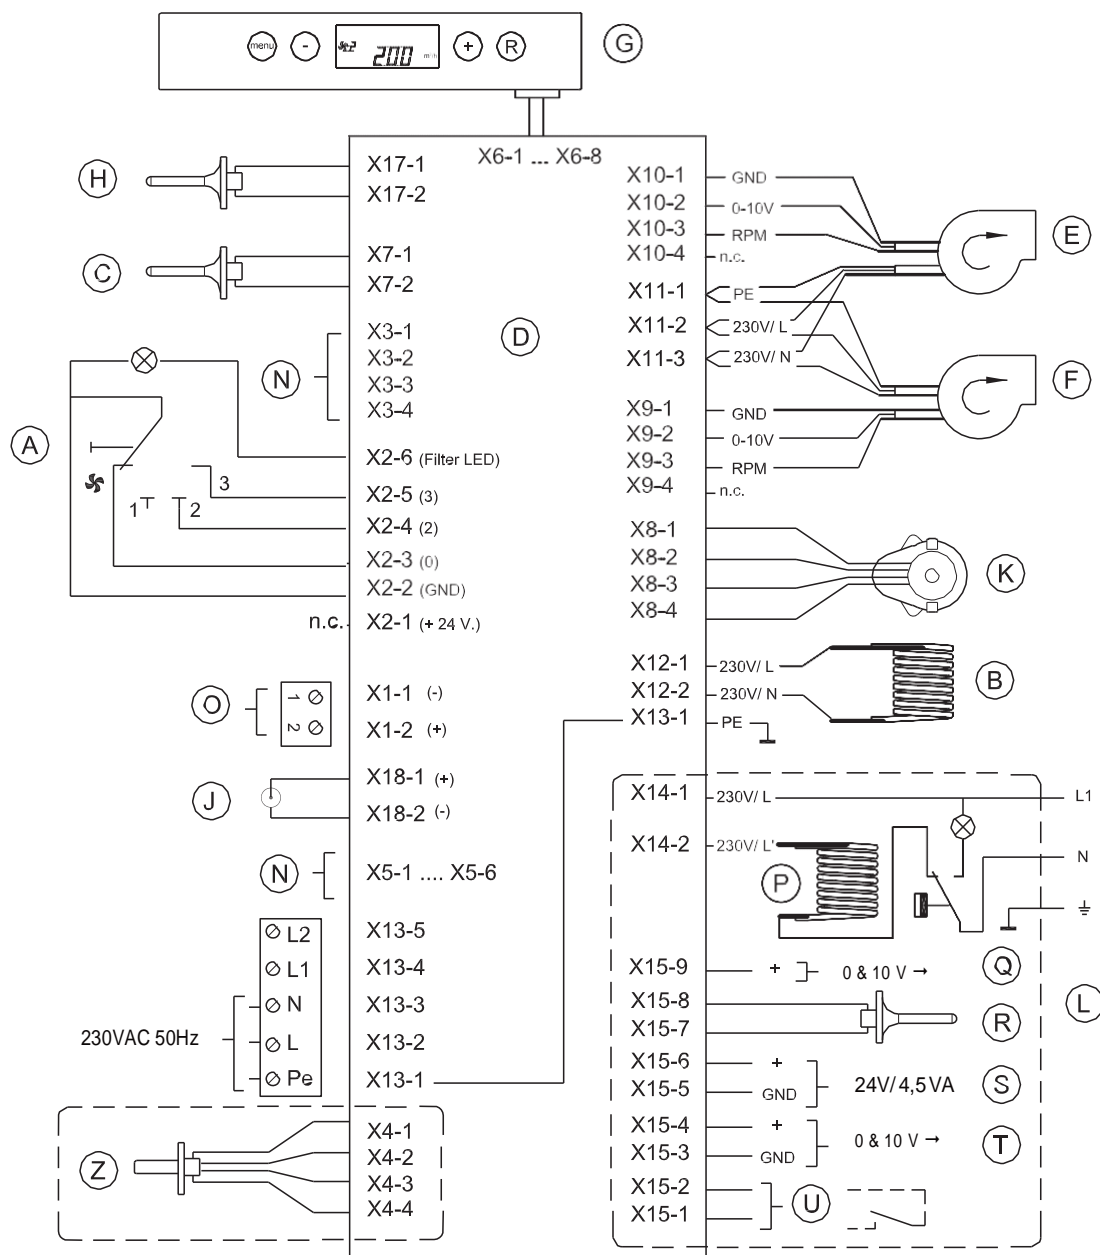 menu - 200 m³/h + R G
X6-1 ... X6-8
H
X17-1
X17-2
C
X7-1
X7-2
N
X3-1
X3-2
X3-3
X3-4
A
X2-6 (Filter LED)
3
X2-5 (3)
1 2
X2-4 (2)
X2-3 (0)
X2-2 (GND)
n.c. X2-1 (+ 24 V.)
O
1
2
X1-1 (-)
X1-2 (+)
J
X18-1 (+)
X18-2 (-)
N
X5-1 .... X5-6
L2 X13-5
L1 X13-4
N X13-3
230VAC 50Hz
L X13-2
Pe X13-1
Z
X4-1
X4-2
X4-3
X4-4
D
X10-1 GND
X10-2 0-10V
X10-3 RPM
X10-4 n.c.
E
X11-1 PE
X11-2 230V/ L
X11-3 230V/ N
F
X9-1 GND
X9-2 0-10V
X9-3 RPM
X9-4 n.c.
X8-1
X8-2
X8-3
X8-4
K
X12-1 230V/ L
X12-2 230V/ N
X13-1 PE
B
X14-1 230V/ L L1
X14-2 230V/ L'
P
N
X15-9 + 0 & 10 V → Q
X15-8
X15-7
R
L
X15-6 +
X15-5 GND
24V/ 4,5 VA S
X15-4 +
X15-3 GND
0 & 10 V → T
X15-2
X15-1
U